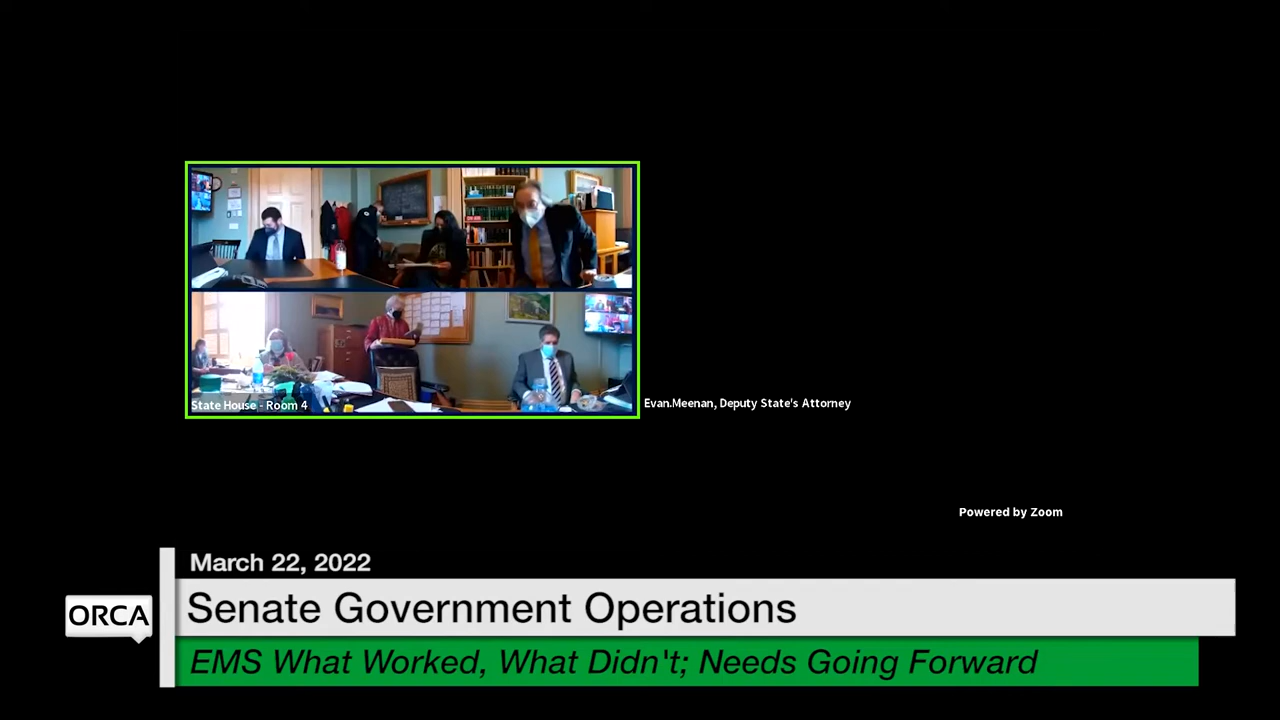 State House - Room 4
Evan.Meenan, Deputy State's Attorney
Powered by Zoom
March 22, 2022
Senate Government Operations
ORCA
EMS What Worked, What Didn't; Needs Going Forward